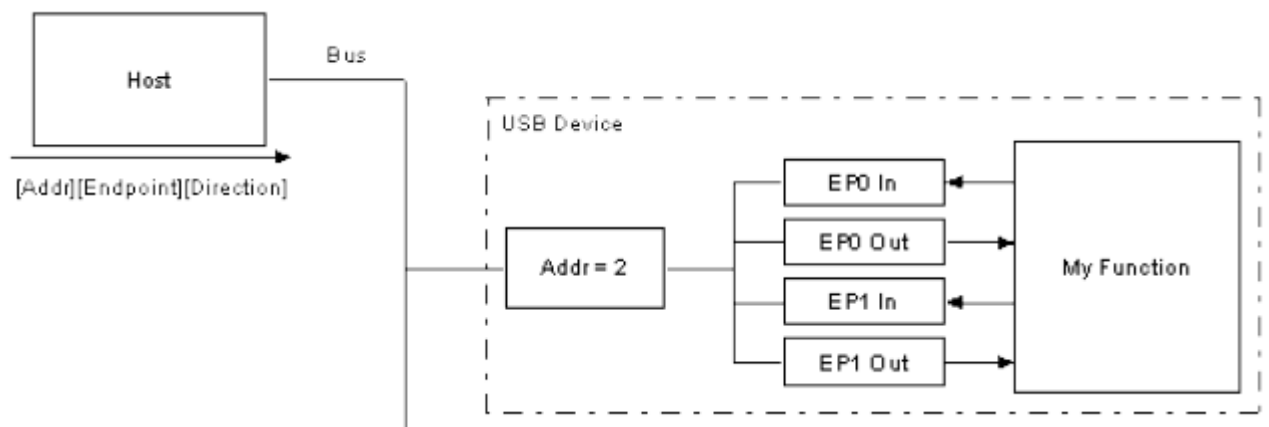 Bus
Host
USB Device
[Addr][Endpoint][Direction]
EP0 In
EP0 Out
Addr = 2
My Function
EP1 In
EP1 Out